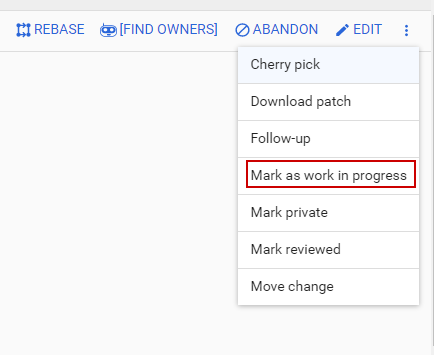 REBASE [FIND OWNERS] ABANDON EDIT
Cherry pick
Download patch
Follow-up
Mark as work in progress
Mark private
Mark reviewed
Move change